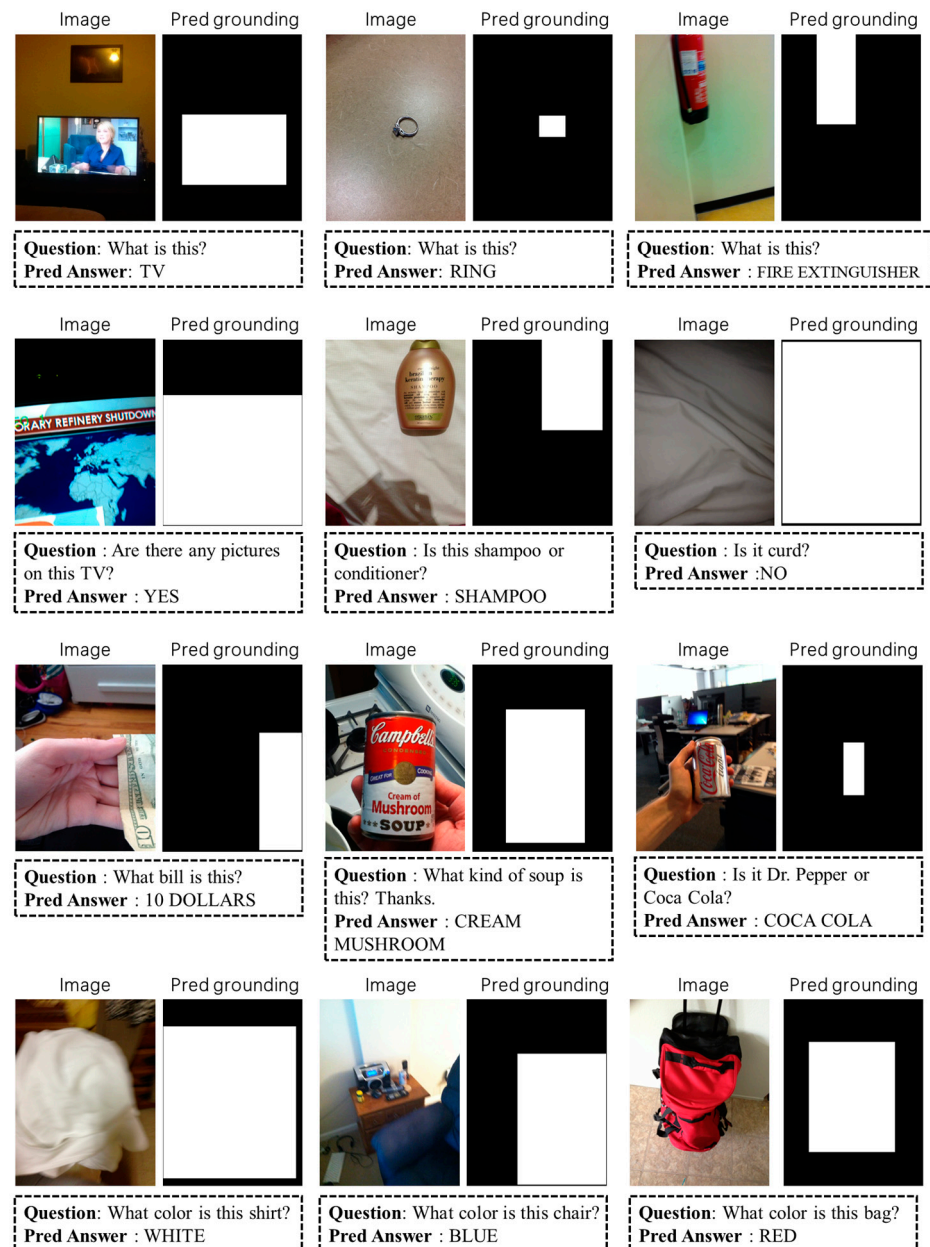 Image Pred grounding Image Pred grounding Image Pred grounding
Question: What is this?
Pred Answer: TV
Question: What is this?
Pred Answer: RING
Question: What is this?
Pred Answer : FIRE EXTINGUISHER
Image Pred grounding Image Pred grounding Image Pred grounding
ORARY REFINERY SHUTDOWN
SHAMPOO
Question : Are there any pictures
on this TV?
Pred Answer : YES
Question : Is this shampoo or
conditioner?
Pred Answer : SHAMPOO
Question : Is it curd?
Pred Answer :NO
Image Pred grounding Image Pred grounding Image Pred grounding
10
Campbell's
CONDENSED
GREAT FOR COOKING
Cream of
Mushroom
SOUP
Coca Cola
Question : What bill is this?
Pred Answer : 10 DOLLARS
Question : What kind of soup is
this? Thanks.
Pred Answer : CREAM
MUSHROOM
Question : Is it Dr. Pepper or
Coca Cola?
Pred Answer : COCA COLA
Image Pred grounding Image Pred grounding Image Pred grounding
Question: What color is this shirt?
Pred Answer : WHITE
Question: What color is this chair?
Pred Answer : BLUE
Question: What color is this bag?
Pred Answer : RED